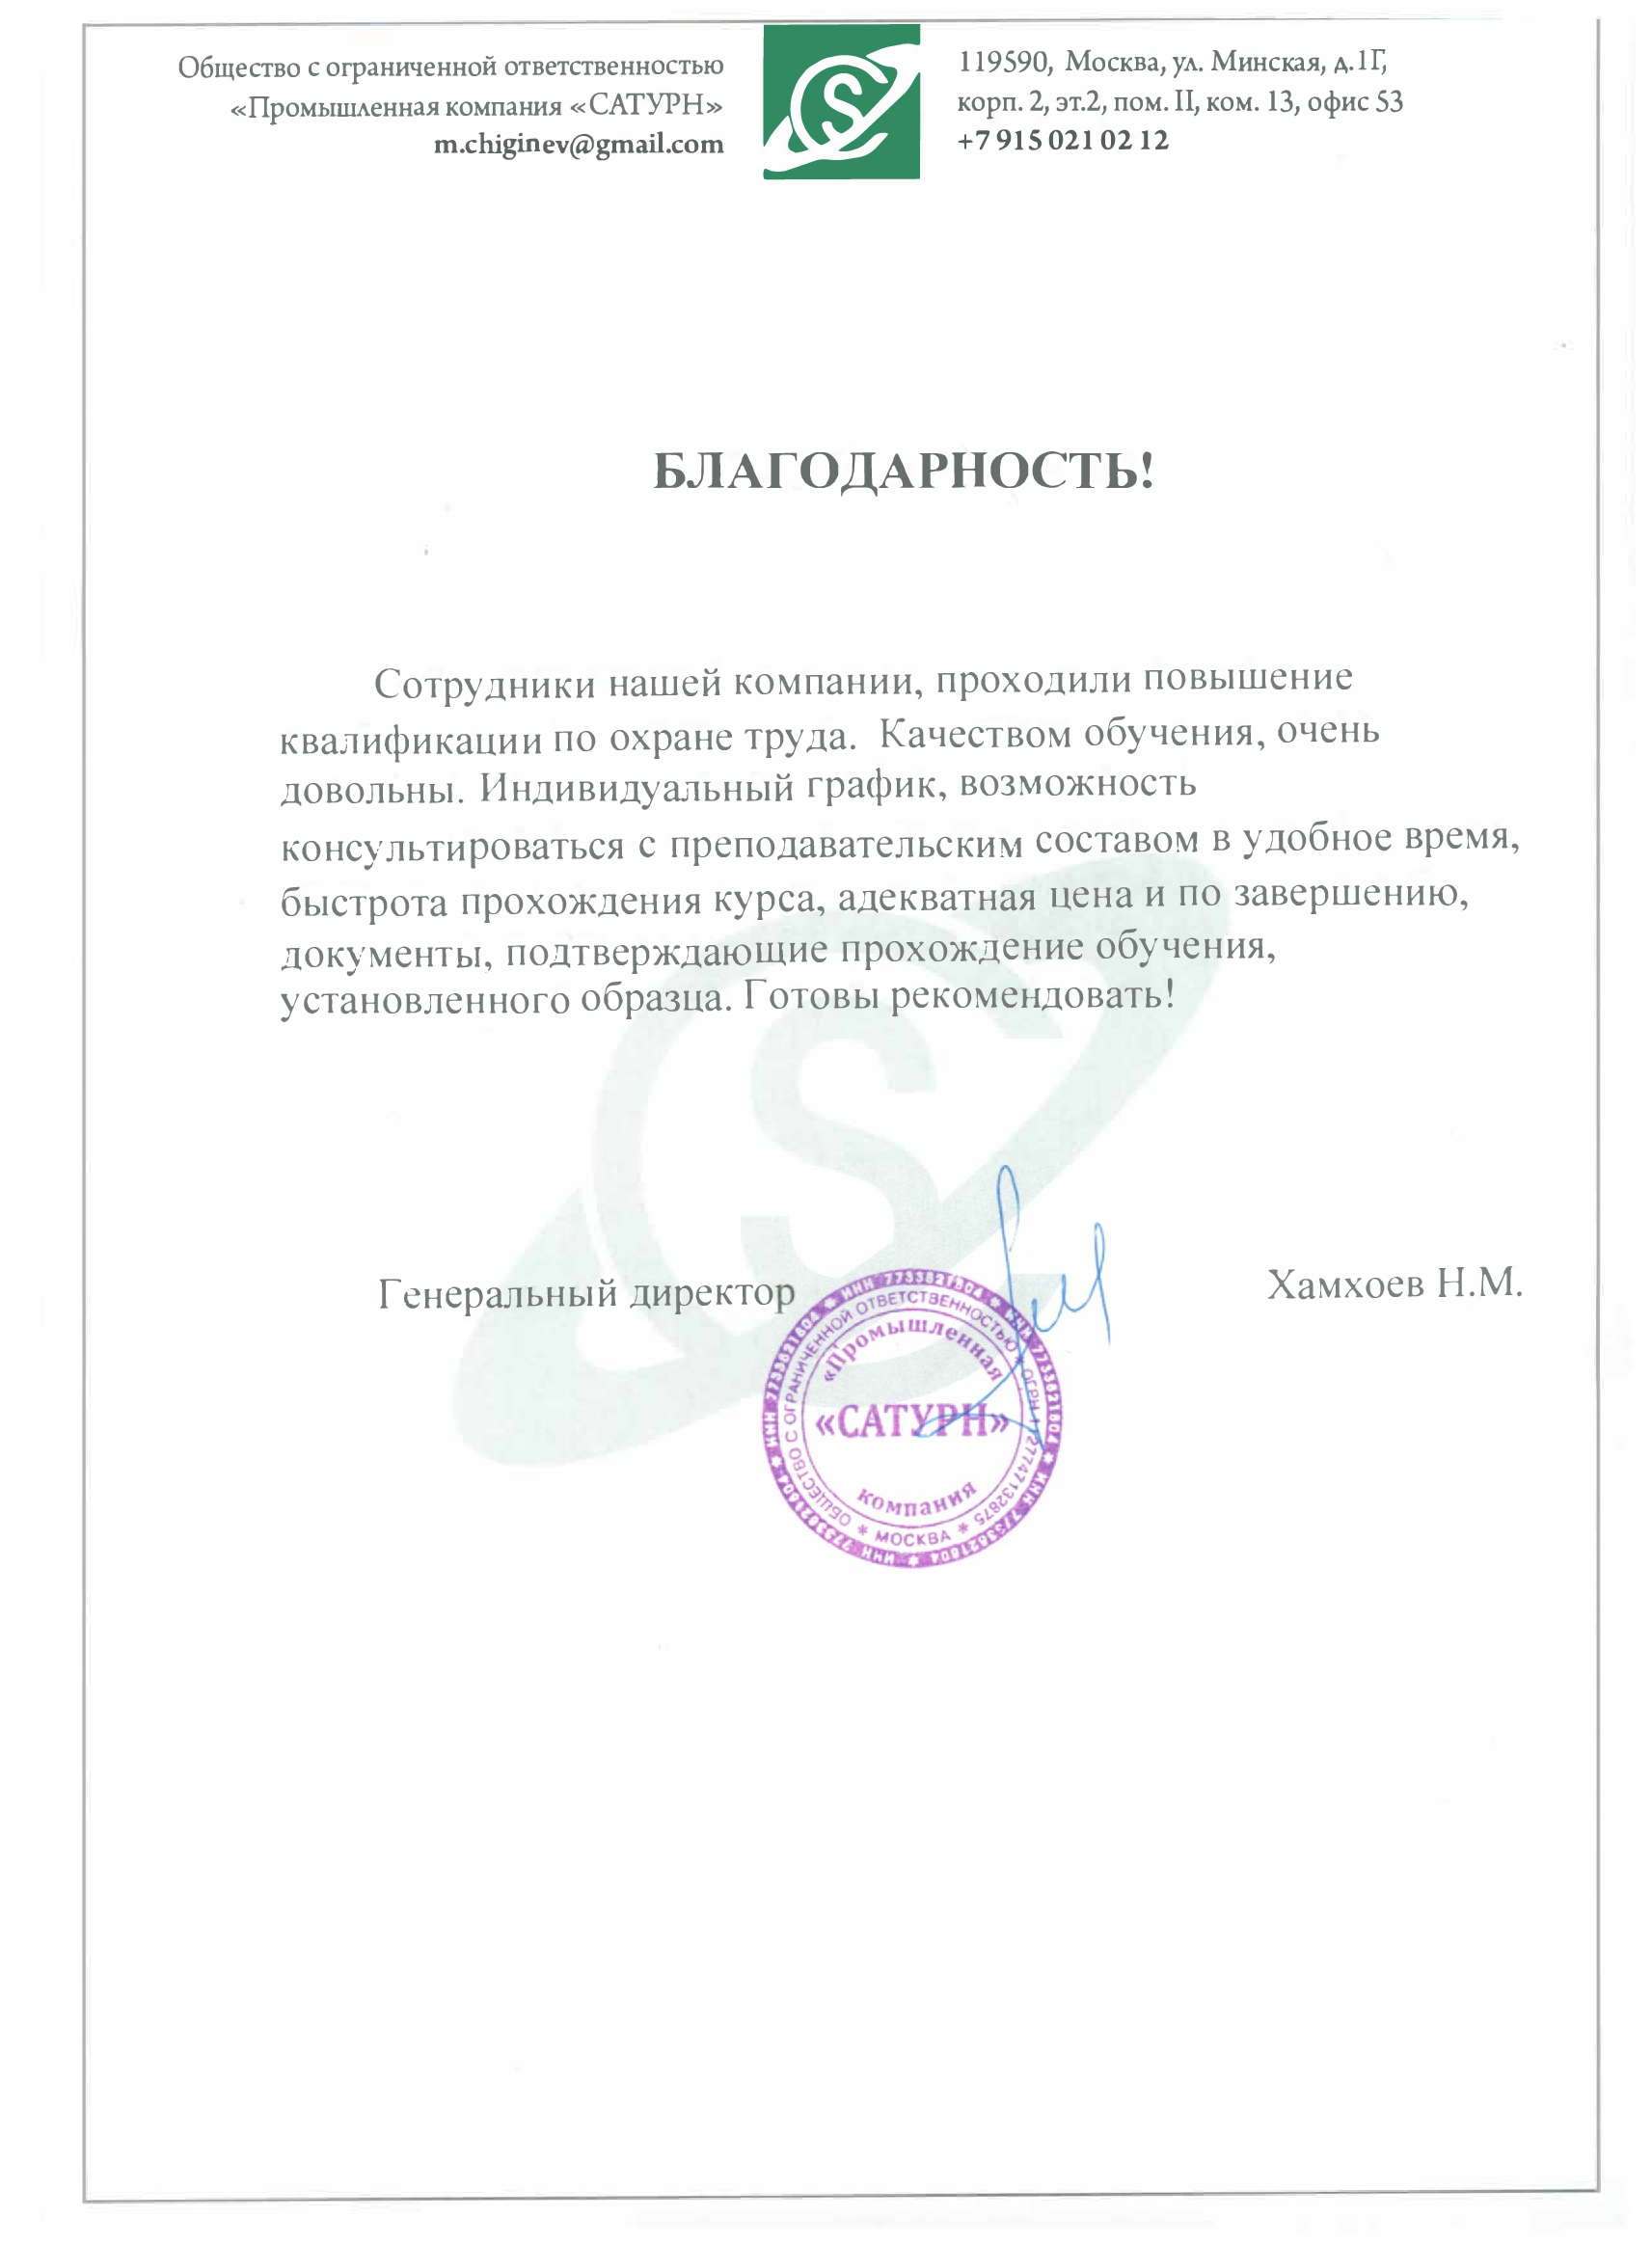 Общество с ограниченной ответственностью
«Промышленная компания «САТУРН»
m.chiginev@gmail.com
119590, Москва, ул. Минская, д.1Г,
корп. 2, эт.2, пом. II, ком. 13, офис 53
+7 915 021 02 12
БЛАГОДАРНОСТЬ!
Сотрудники нашей компании, проходили повышение
квалификации по охране труда. Качеством обучения, очень
довольны. Индивидуальный график, возможность
консультироваться с преподавательским составом в удобное время,
быстрота прохождения курса, адекватная цена и по завершению,
документы, подтверждающие прохождение обучения,
установленного образца. Готовы рекомендовать!
Генеральный директор
Хамхоев Н.М.
ОБЩЕСТВО С ОГРАНИЧЕННОЙ ОТВЕТСТВЕННОСТЬЮ
* МОСКВА *
«Промышленная
«САТУРН»
компания